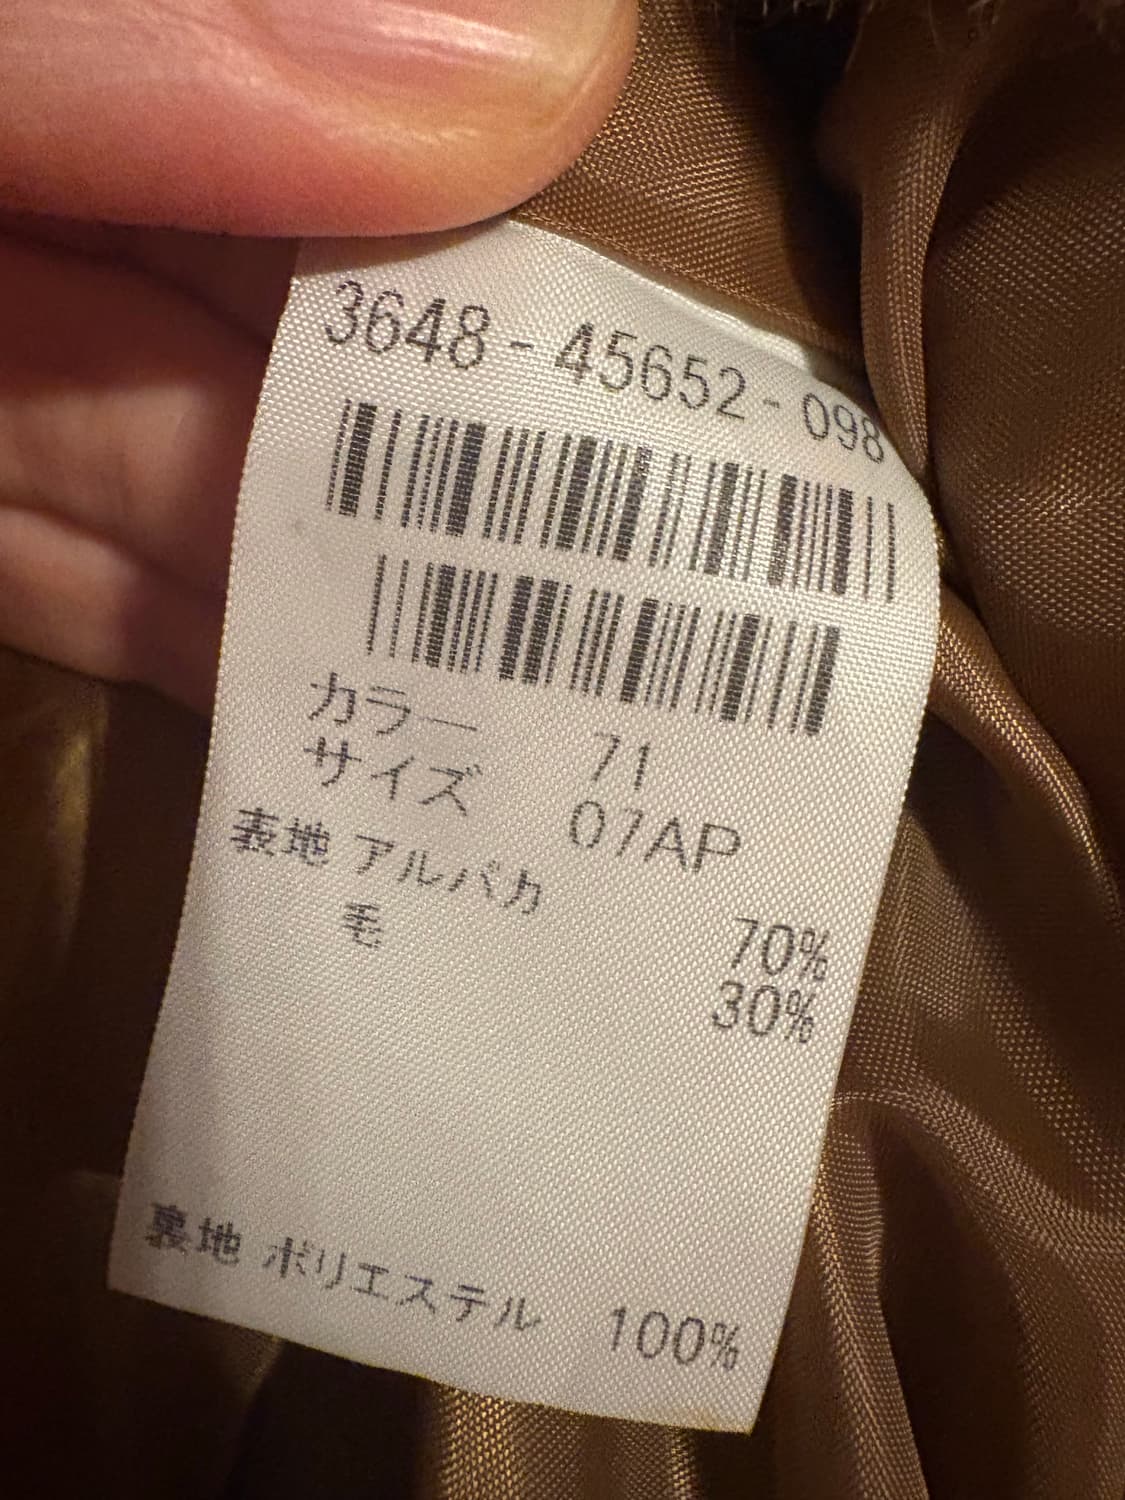 3648-45652-098
カラー 71
サイズ 07AP
表地 アルパカ 70%
毛 30%
裏地 ポリエステル 100%